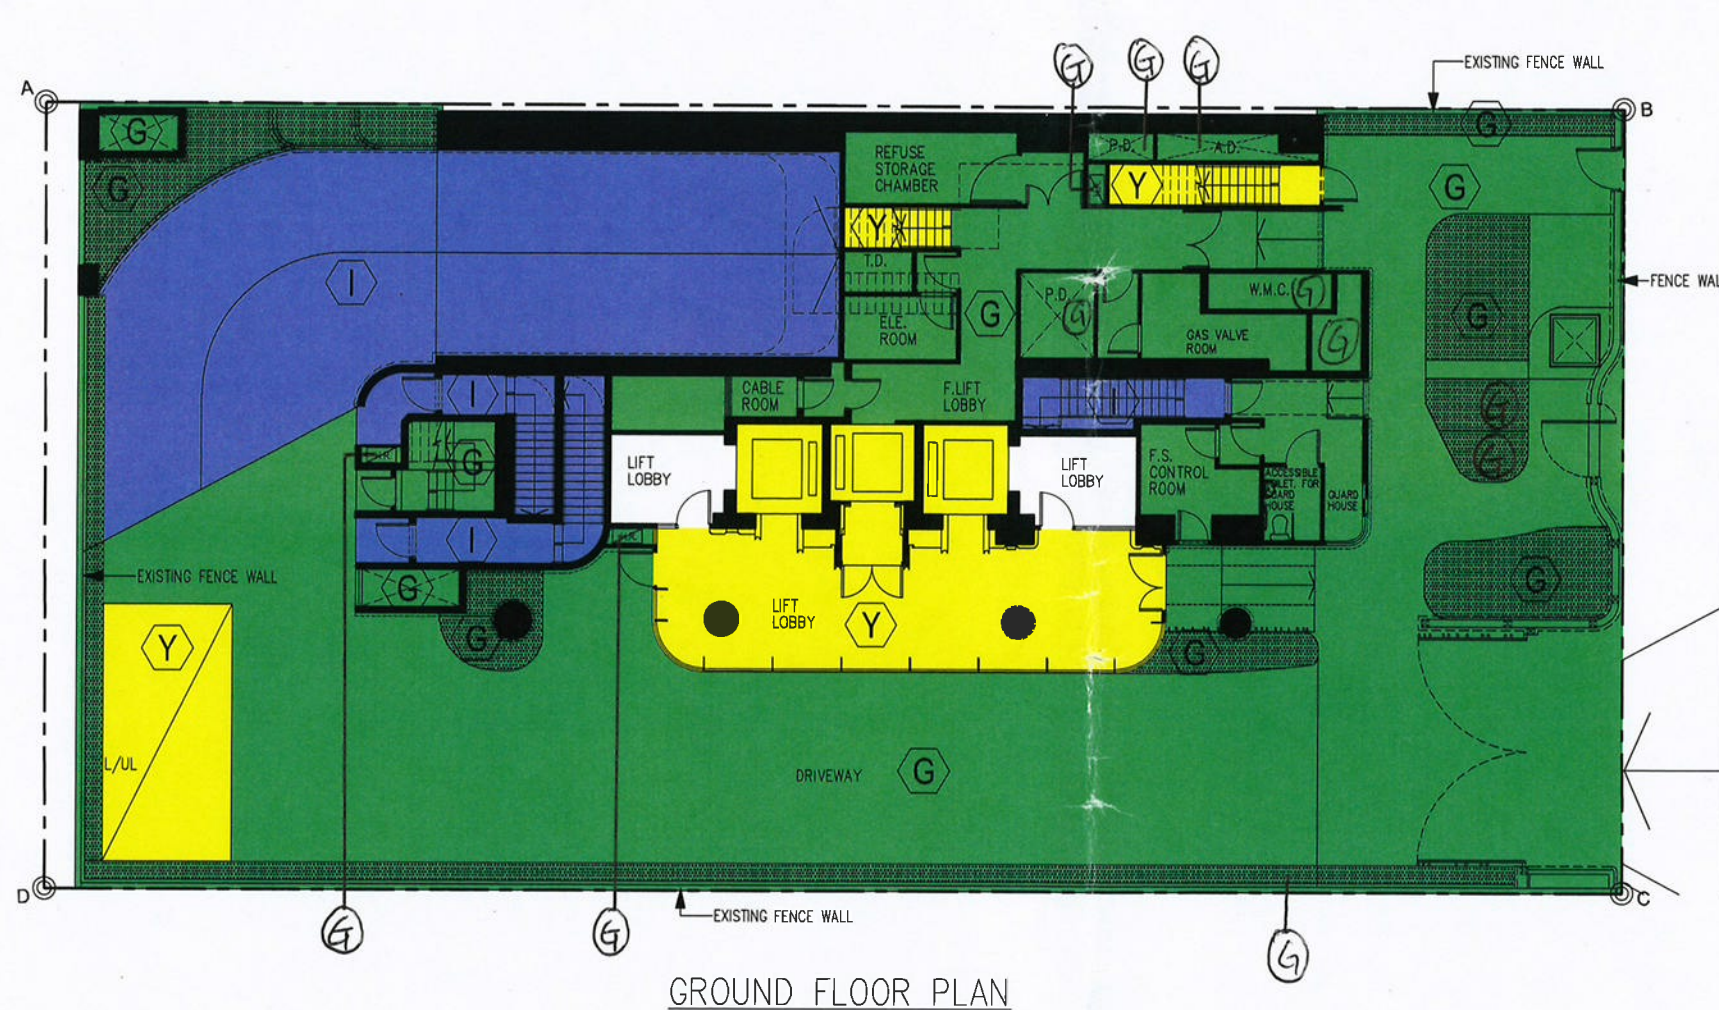 G G G
EXISTING FENCE WALL
A
B
G
G
REFUSE
STORAGE
CHAMBER
P.D.
A.D.
G
Y
G
Y
T.D.
I
P.D.
G
W.M.C.
G
FENCE WAL
G
G
ELE.
ROOM
GAS VALVE
ROOM
G
I
CABLE
ROOM
F.LIFT
LOBBY
I
G
G
G
LIFT
LOBBY
LIFT
LOBBY
F.S.
CONTROL
ROOM
ACCESSIBLE
TOILET FOR
GUARD
HOUSE
GUARD
HOUSE
I
EXISTING FENCE WALL
G
G
LIFT
LOBBY
Y
G
G
Y
L/UL
DRIVEWAY
G
D
C
EXISTING FENCE WALL
G
G
G
GROUND FLOOR PLAN